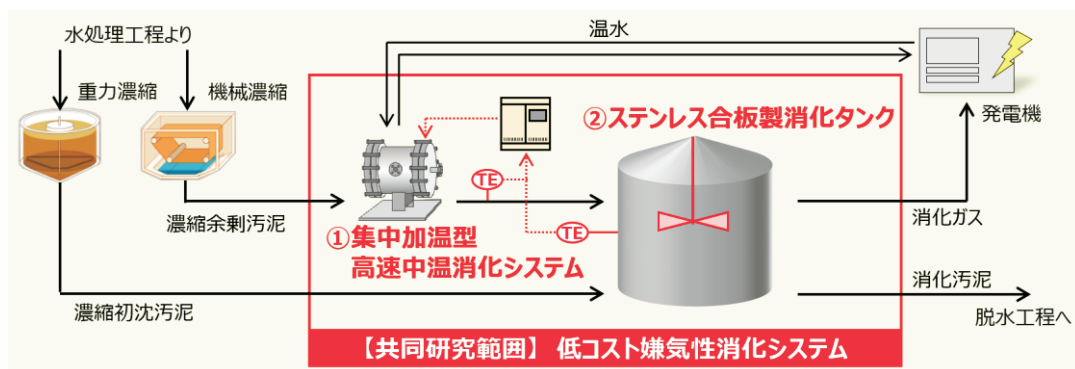 水処理工程より
重力濃縮
機械濃縮
温水
発電機
②ステンレス合板製消化タンク
TE
TE
濃縮余剰汚泥
①集中加温型
高速中温消化システム
消化ガス
濃縮初沈汚泥
消化汚泥
脱水工程へ
【共同研究範囲】 低コスト嫌気性消化システム